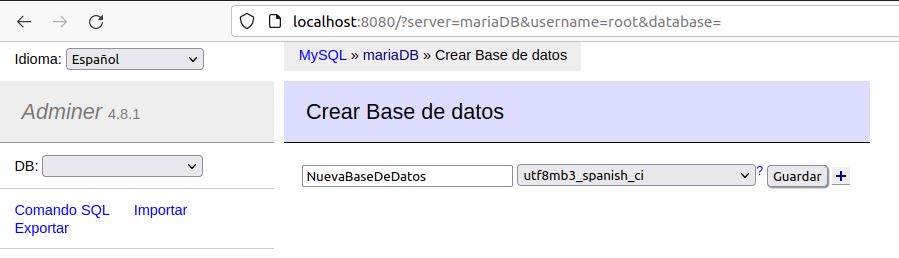 localhost:8080/?server=mariaDB&username=root&database=
Idioma: Español
MySQL » mariaDB » Crear Base de datos
Adminer 4.8.1
Crear Base de datos
DB:
NuevaBaseDeDatos utf8mb3_spanish_ci ? Guardar +
Comando SQL Importar
Exportar